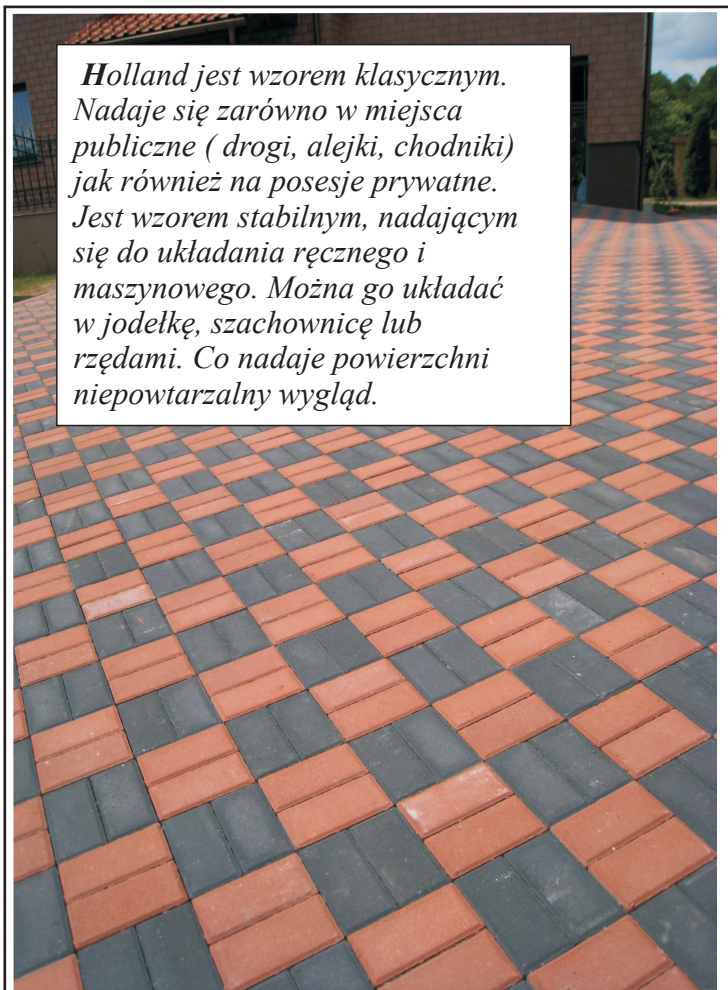 Holland jest wzorem klasycznym.
Nadaje się zarówno w miejsca
publiczne ( drogi, alejki, chodniki)
jak również na posesje prywatne.
Jest wzorem stabilnym, nadającym
się do układania ręcznego i
maszynowego. Można go układać
w jodełkę, szachownicę lub
rzędami. Co nadaje powierzchni
niepowtarzalny wygląd.